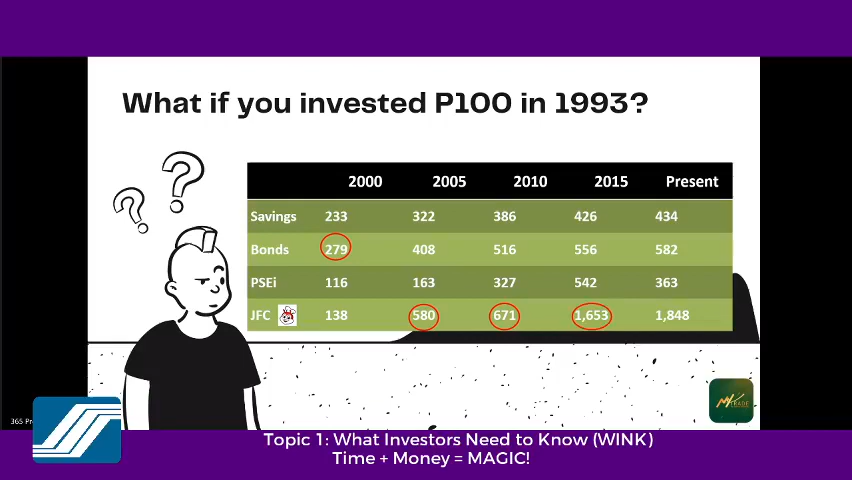 What if you invested P100 in 1993?
2000 2005 2010 2015 Present
Savings 233 322 386 426 434
Bonds 279 408 516 556 582
PSEi 116 163 327 542 363
JFC 138 580 671 1,653 1,848
365 Pr
Topic 1: What Investors Need to Know (WINK)
Time + Money = MAGIC!